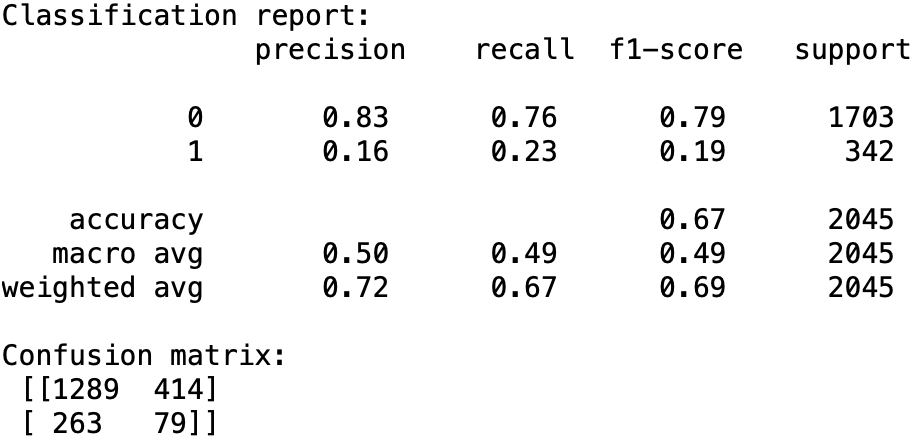 Classification report:
precision recall f1-score support
0 0.83 0.76 0.79 1703
1 0.16 0.23 0.19 342
accuracy 0.67 2045
macro avg 0.50 0.49 0.49 2045
weighted avg 0.72 0.67 0.69 2045
Confusion matrix:
[[1289 414]
[ 263 79]]